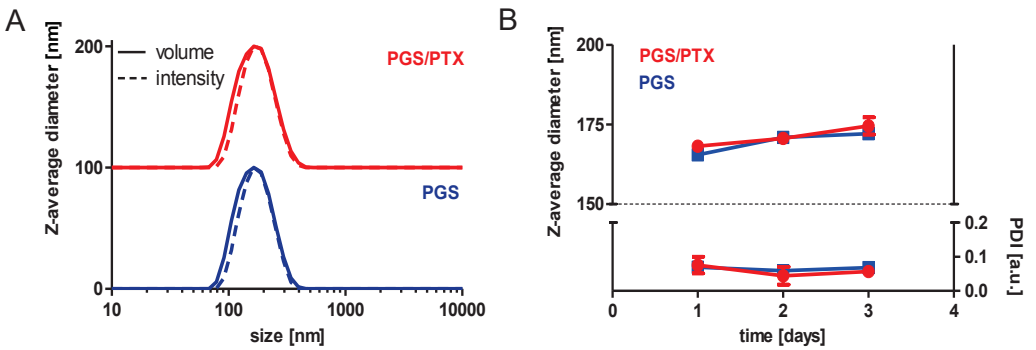 A
Z-average diameter [nm]
200
100
0
volume
intensity
PGS/PTX
PGS
10 100 1000 10000
size [nm]
B
Z-average diameter [nm]
200
175
150
PGS/PTX
PGS
0.2
0.1
0.0
PDI [a.u.]
0 1 2 3 4
time [days]